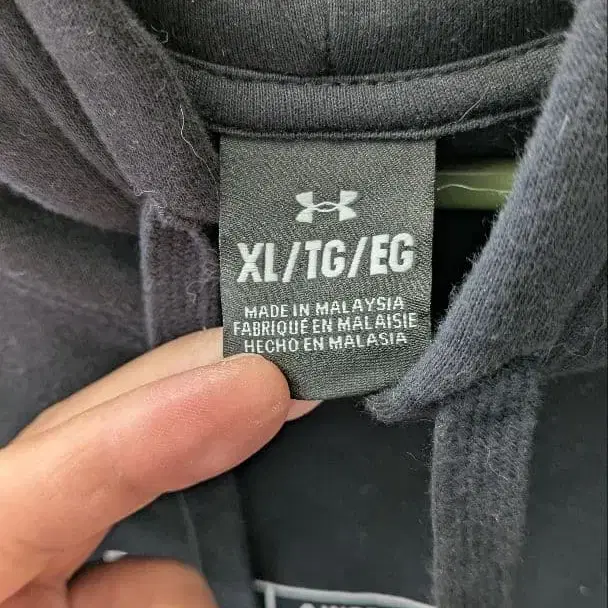 XL/TG/EG
MADE IN MALAYSIA
FABRIQUÉ EN MALAISIE
HECHO EN MALASIA